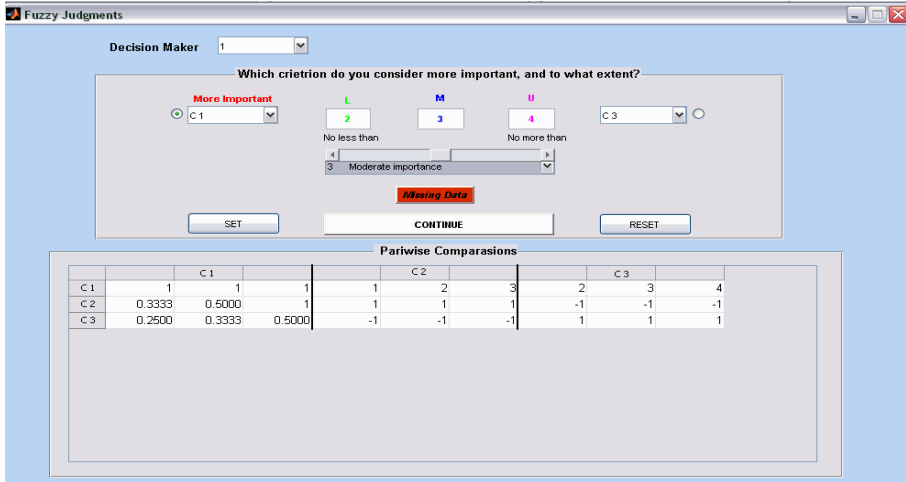 Fuzzy Judgments
Decision Maker 1
Which crietrion do you consider more important, and to what extent?
More Important L M U
C 1 2 3 4 C 3
No less than No more than
3 Moderate importance
Missing Data
SET CONTINUE RESET
Pariwise Comparasions
C 1 C 2 C 3
C 1 1 1 1 1 2 3 2 3 4
C 2 0.3333 0.5000 1 1 1 1 -1 -1 -1
C 3 0.2500 0.3333 0.5000 -1 -1 -1 1 1 1